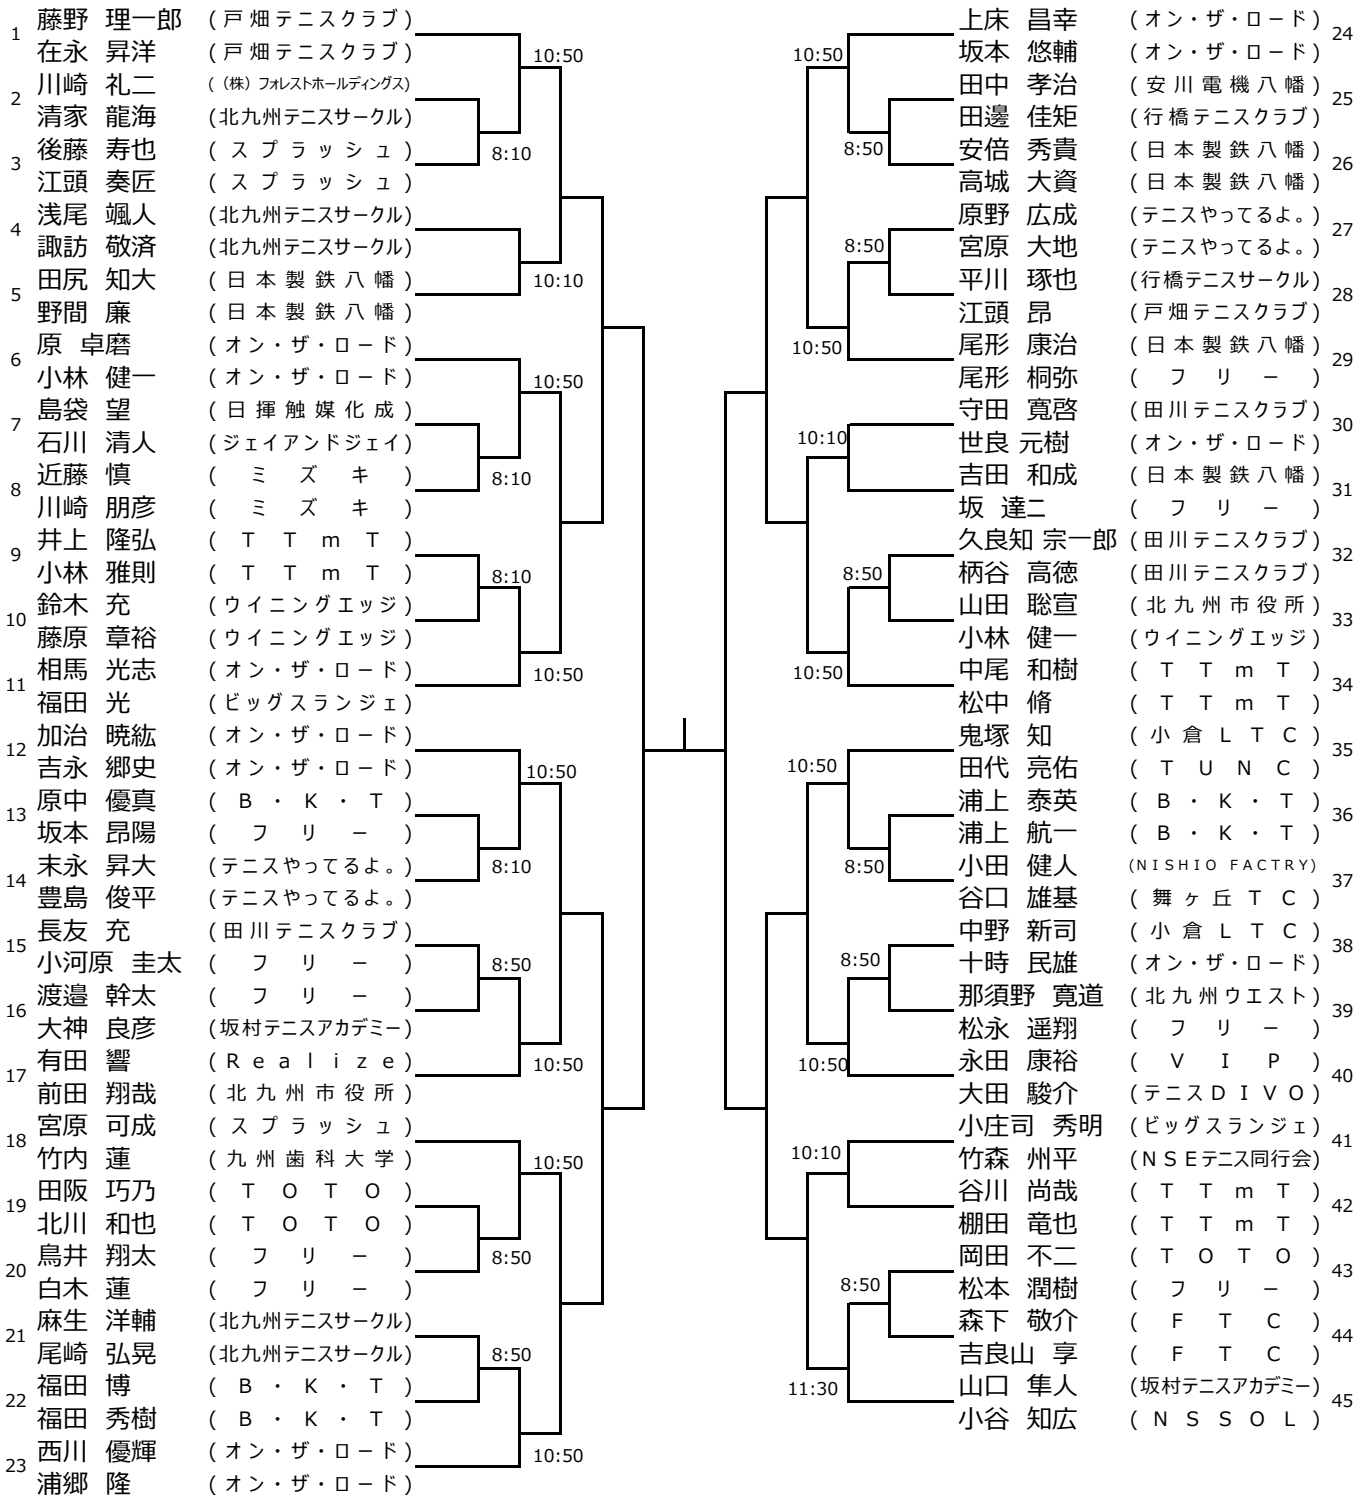 1 藤野 理一郎 (戸畑テニスクラブ)
在永 昇洋 (戸畑テニスクラブ)
10:50
2 川崎 礼二 ((株)フォレストホールディングス)
清家 龍海 (北九州テニスサークル)
8:10
3 後藤 寿也 (スプラッシュ)
江頭 奏匠 (スプラッシュ)
4 浅尾 颯人 (北九州テニスサークル)
諏訪 敬済 (北九州テニスサークル)
10:10
5 田尻 知大 (日本製鉄八幡)
野間 廉 (日本製鉄八幡)
6 原 卓磨 (オン・ザ・ロード)
小林 健一 (オン・ザ・ロード)
10:50
7 島袋 望 (日揮触媒化成)
石川 清人 (ジェイアンドジェイ)
8:10
8 近藤 慎 (ミズキ)
川崎 朋彦 (ミズキ)
9 井上 隆弘 (TTmT)
小林 雅則 (TTmT)
8:10
10 鈴木 充 (ウイニングエッジ)
藤原 章裕 (ウイニングエッジ)
11 相馬 光志 (オン・ザ・ロード)
10:50
福田 光 (ビッグスランジェ)
12 加治 暁紘 (オン・ザ・ロード)
吉永 郷史 (オン・ザ・ロード)
10:50
13 原中 優真 (B・K・T)
坂本 昂陽 (フリー)
8:10
14 末永 昇大 (テニスやってるよ。)
豊島 俊平 (テニスやってるよ。)
15 長友 充 (田川テニスクラブ)
小河原 圭太 (フリー)
8:50
16 渡邉 幹太 (フリー)
大神 良彦 (坂村テニスアカデミー)
17 有田 響 (Realize)
10:50
前田 翔哉 (北九州市役所)
18 宮原 可成 (スプラッシュ)
竹内 蓮 (九州歯科大学)
10:50
19 田阪 巧乃 (TOTO)
北川 和也 (TOTO)
8:50
20 鳥井 翔太 (フリー)
白木 蓮 (フリー)
21 麻生 洋輔 (北九州テニスサークル)
尾崎 弘晃 (北九州テニスサークル)
8:50
22 福田 博 (B・K・T)
福田 秀樹 (B・K・T)
23 西川 優輝 (オン・ザ・ロード)
10:50
浦郷 隆 (オン・ザ・ロード)
上床 昌幸 (オン・ザ・ロード) 24
坂本 悠輔 (オン・ザ・ロード)
10:50
田中 孝治 (安川電機八幡) 25
田邊 佳矩 (行橋テニスクラブ)
8:50
安倍 秀貴 (日本製鉄八幡) 26
高城 大資 (日本製鉄八幡)
原野 広成 (テニスやってるよ。) 27
宮原 大地 (テニスやってるよ。)
8:50
平川 琢也 (行橋テニスサークル) 28
江頭 昂 (戸畑テニスクラブ)
10:50
尾形 康治 (日本製鉄八幡) 29
尾形 桐弥 (フリー)
守田 寛啓 (田川テニスクラブ) 30
世良 元樹 (オン・ザ・ロード)
10:10
吉田 和成 (日本製鉄八幡) 31
坂 達二 (フリー)
久良知 宗一郎 (田川テニスクラブ) 32
柄谷 高徳 (田川テニスクラブ)
8:50
山田 聡宣 (北九州市役所) 33
小林 健一 (ウイニングエッジ)
中尾 和樹 (TTmT) 34
10:50
松中 脩 (TTmT)
鬼塚 知 (小倉LTC) 35
田代 亮佑 (TUNC)
10:50
浦上 泰英 (B・K・T) 36
浦上 航一 (B・K・T)
8:50
小田 健人 (NISHIO FACTRY) 37
谷口 雄基 (舞ヶ丘TC)
中野 新司 (小倉LTC) 38
十時 民雄 (オン・ザ・ロード)
8:50
那須野 寛道 (北九州ウエスト) 39
松永 遥翔 (フリー)
永田 康裕 (VIP) 40
10:50
大田 駿介 (テニスDIVO)
小庄司 秀明 (ビッグスランジェ) 41
竹森 州平 (NSEテニス同行会)
10:10
谷川 尚哉 (TTmT) 42
棚田 竜也 (TTmT)
岡田 不二 (TOTO) 43
松本 潤樹 (フリー)
8:50
森下 敬介 (FTC) 44
吉良山 享 (FTC)
山口 隼人 (坂村テニスアカデミー) 45
11:30
小谷 知広 (NSSOL)